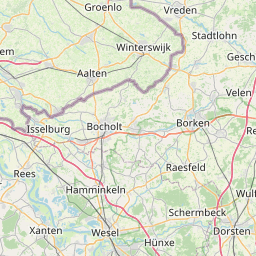 Groenlo
Vreden
Winterswijk
Stadtlohn
Gesch
Aalten
Velen
Isselburg
Bocholt
Borken
Re
Rees
Raesfeld
Hamminkeln
Wulf
Schermbeck
Xanten
Wesel
Dorsten
Hünxe